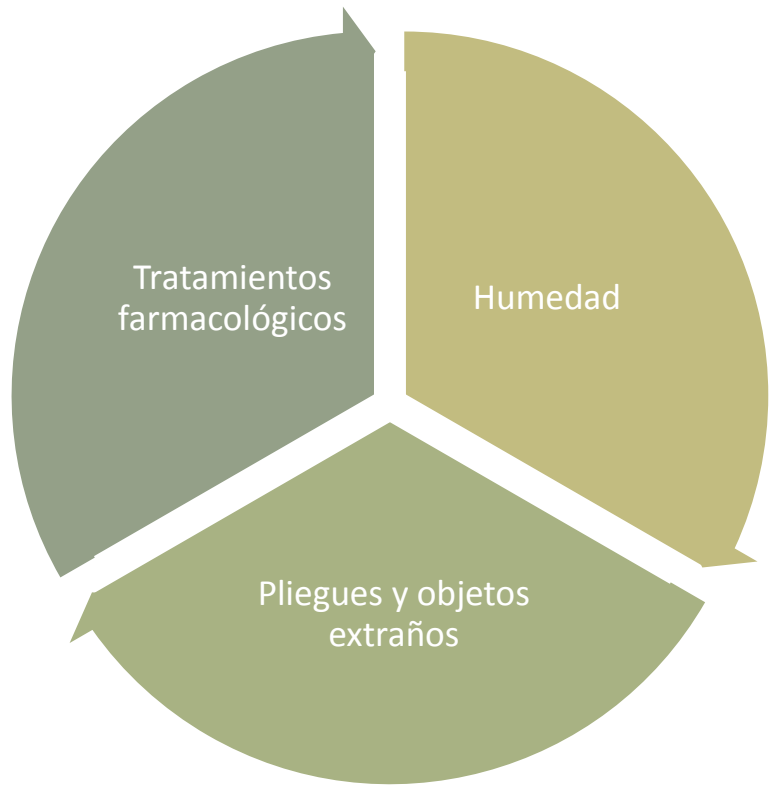 Tratamientos
farmacológicos
Humedad
Pliegues y objetos
extraños